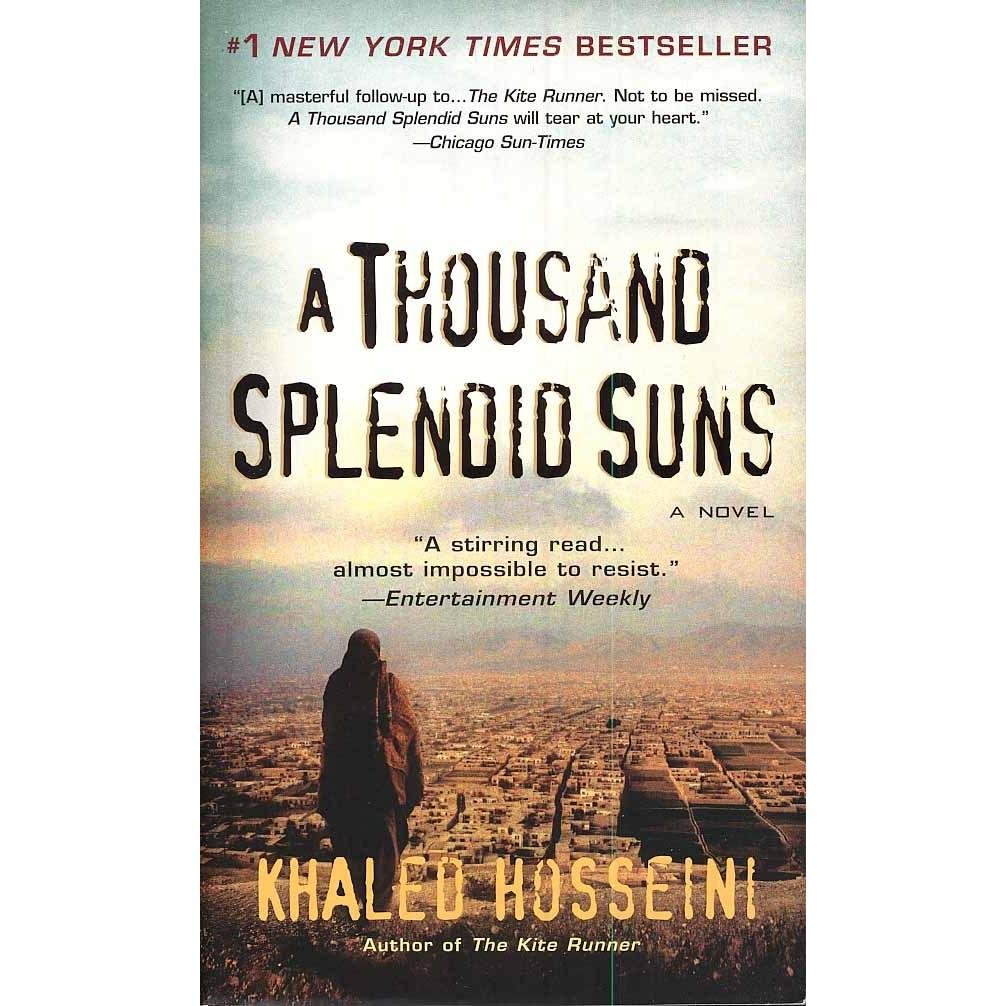 #1 NEW YORK TIMES BESTSELLER
“[A] masterful follow-up to...The Kite Runner. Not to be missed.
A Thousand Splendid Suns will tear at your heart.”
—Chicago Sun-Times
A THOUSAND
SPLENDID SUNS
A NOVEL
“A stirring read...
almost impossible to resist.”
—Entertainment Weekly
KHALED HOSSEINI
Author of The Kite Runner